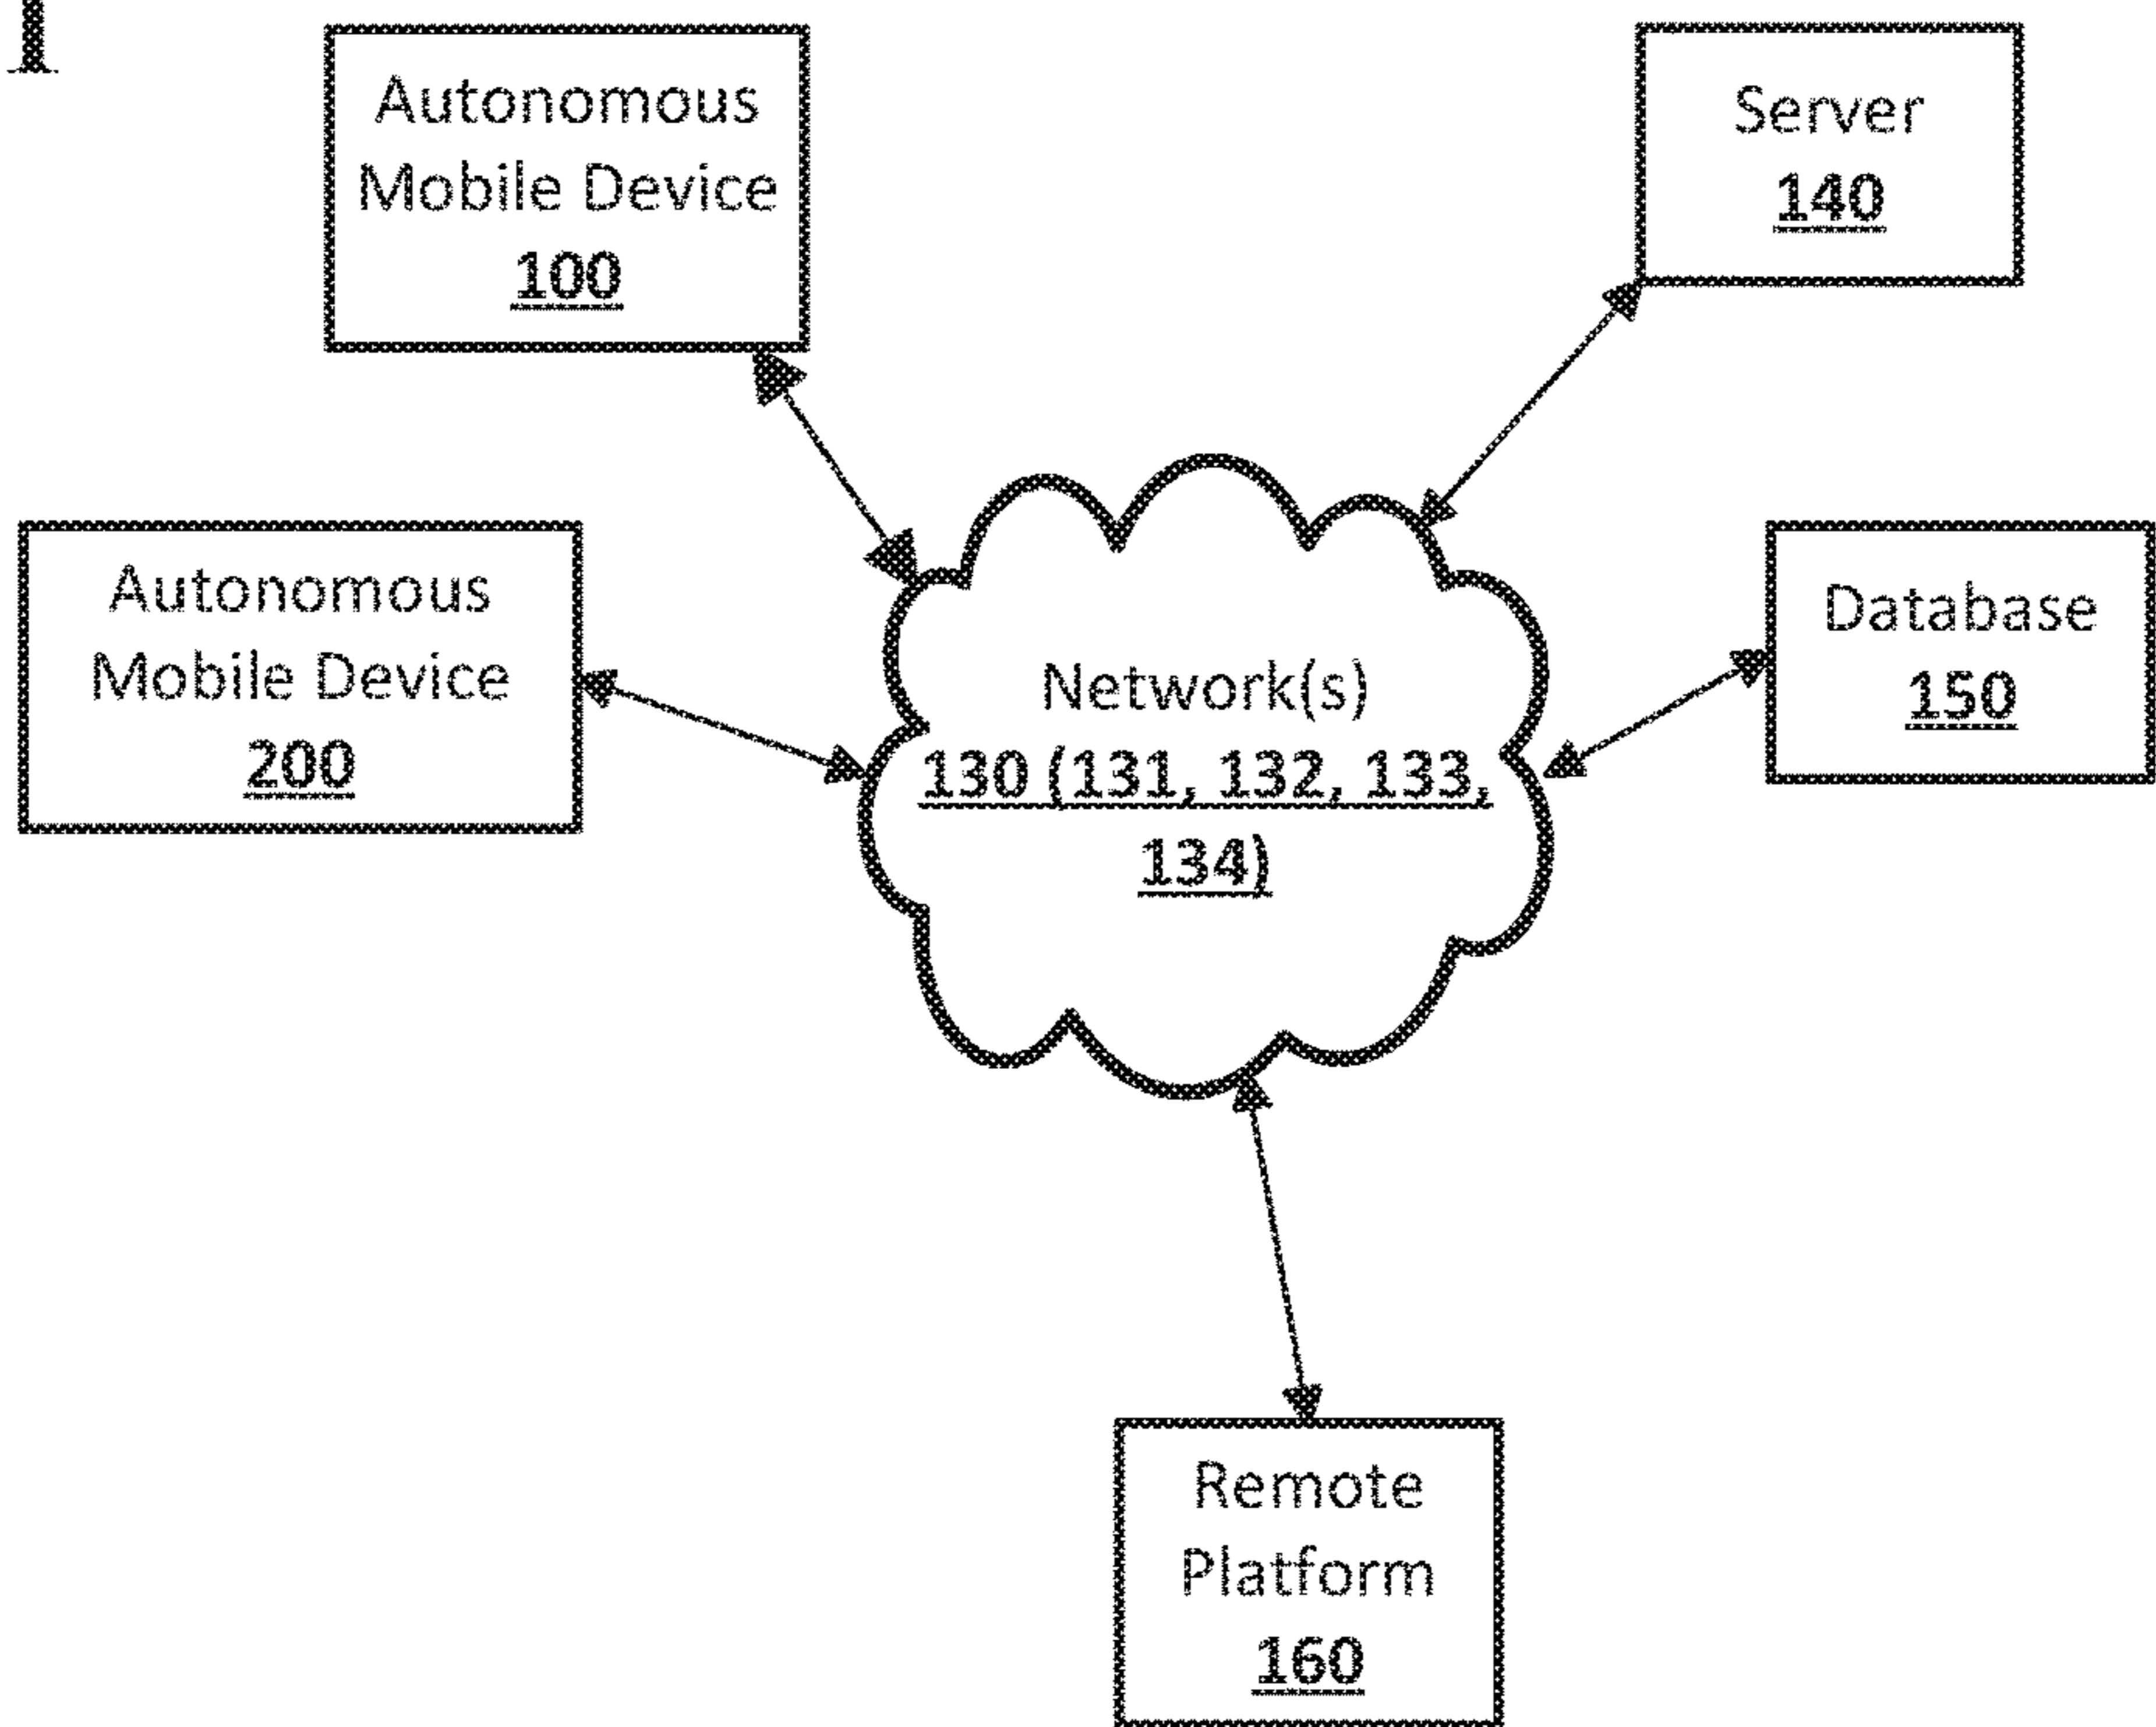 Autonomous
Mobile Device
100
Server
140
Autonomous
Mobile Device
200
Network(s)
130 (131, 132, 133,
134)
Database
150
Remote
Platform
160